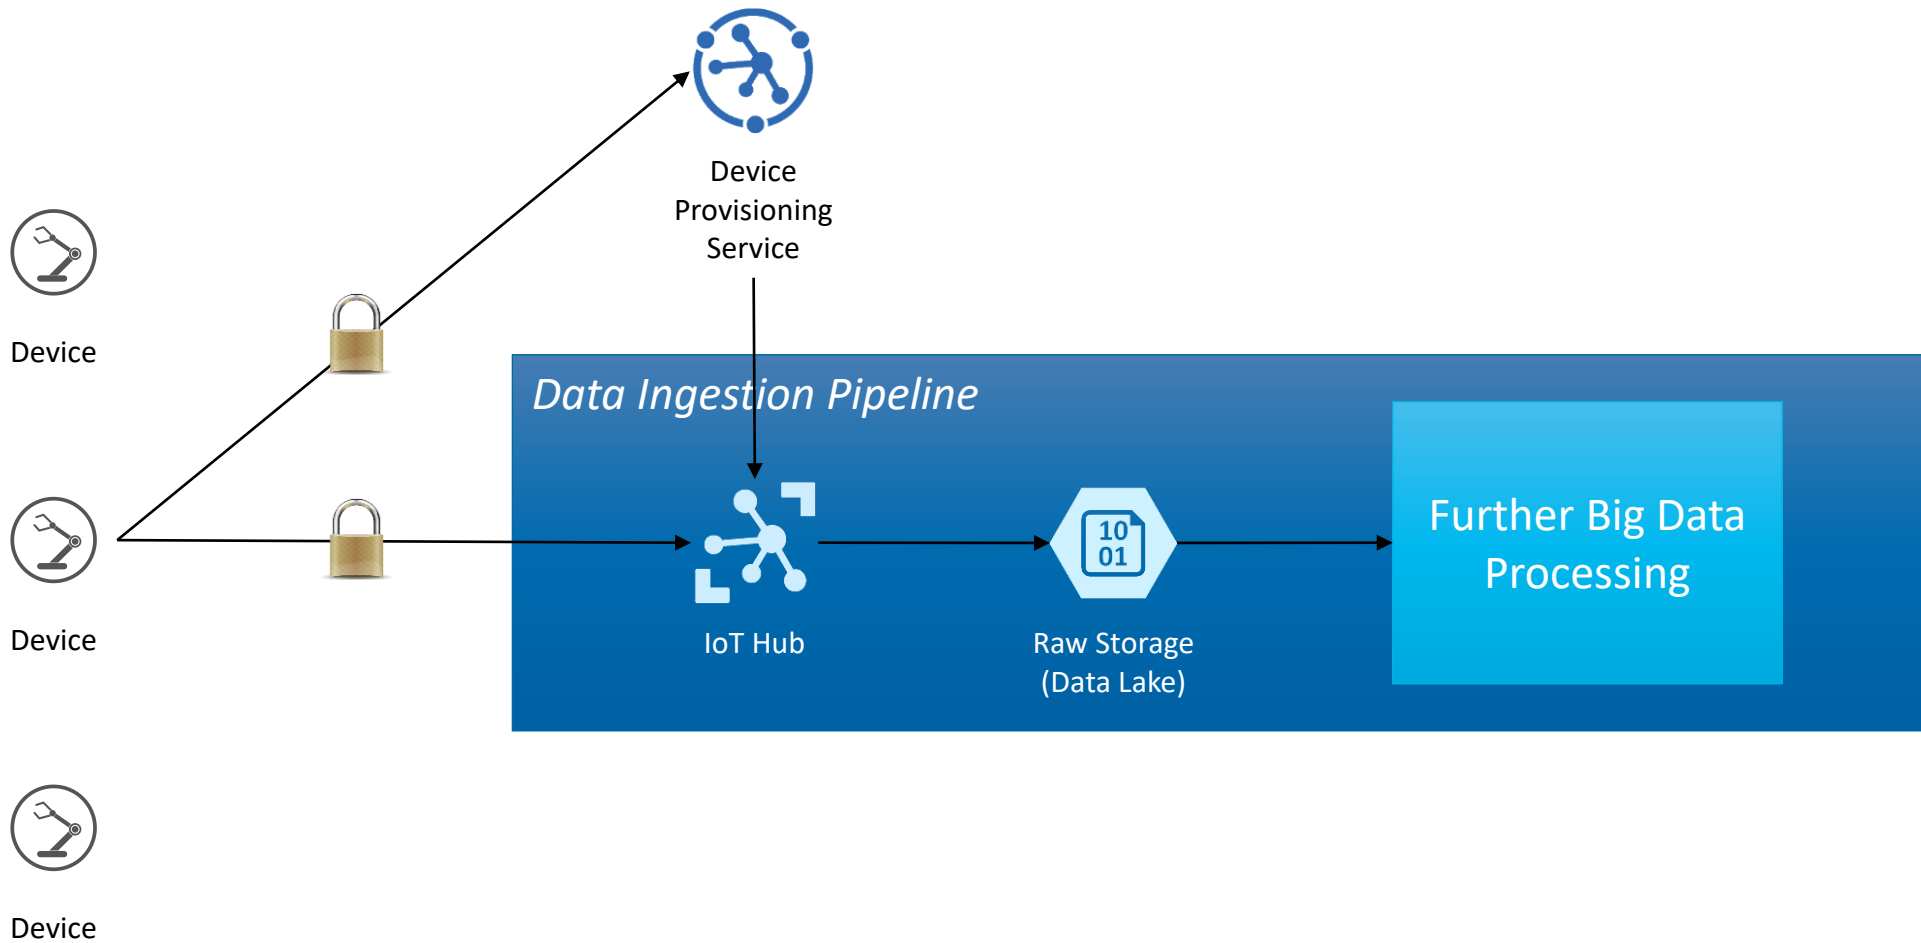 Device
Provisioning
Service
Device
Data Ingestion Pipeline
10
01
Further Big Data
Processing
Device
IoT Hub
Raw Storage
(Data Lake)
Device